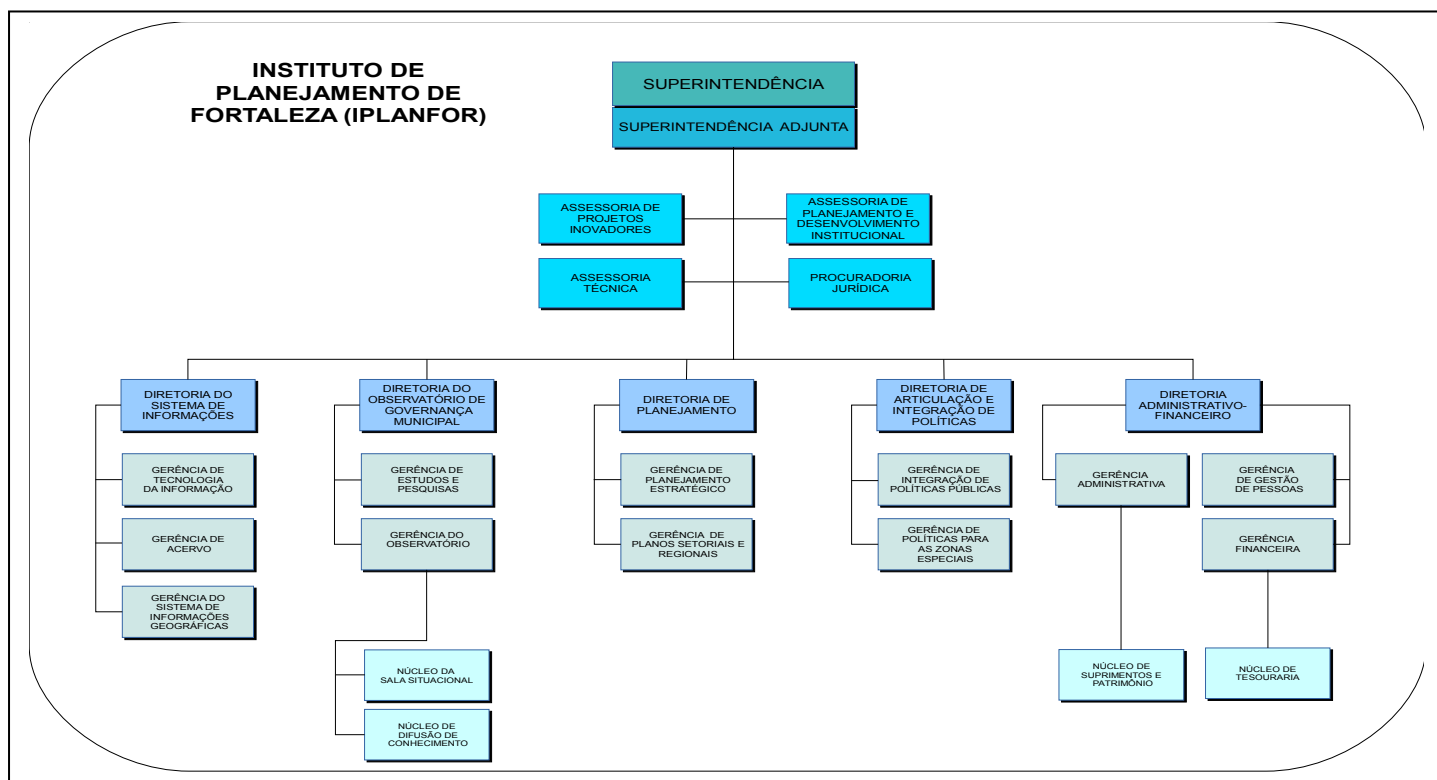 INSTITUTO DE
PLANEJAMENTO DE
FORTALEZA (IPLANFOR)
SUPERINTENDÊNCIA
SUPERINTENDÊNCIA ADJUNTA
ASSESSORIA DE
PROJETOS
INOVADORES
ASSESSORIA DE
PLANEJAMENTO E
DESENVOLVIMENTO
INSTITUCIONAL
ASSESSORIA
TÉCNICA
PROCURADORIA
JURÍDICA
DIRETORIA DO
SISTEMA DE
INFORMAÇÕES
DIRETORIA DO
OBSERVATÓRIO DE
GOVERNANÇA
MUNICIPAL
DIRETORIA DE
PLANEJAMENTO
DIRETORIA DE
ARTICULAÇÃO E
INTEGRAÇÃO DE
POLÍTICAS
DIRETORIA
ADMINISTRATIVO-
FINANCEIRO
GERÊNCIA DE
TECNOLOGIA
DA INFORMAÇÃO
GERÊNCIA DE
ESTUDOS E
PESQUISAS
GERÊNCIA DE
PLANEJAMENTO
ESTRATÉGICO
GERÊNCIA DE
INTEGRAÇÃO DE
POLÍTICAS PÚBLICAS
GERÊNCIA
ADMINISTRATIVA
GERÊNCIA
DE GESTÃO
DE PESSOAS
GERÊNCIA DE
ACERVO
GERÊNCIA DO
OBSERVATÓRIO
GERÊNCIA DE
PLANOS SETORIAIS E
REGIONAIS
GERÊNCIA DE
POLÍTICAS PARA
AS ZONAS
ESPECIAIS
GERÊNCIA
FINANCEIRA
GERÊNCIA DO
SISTEMA DE
INFORMAÇÕES
GEOGRÁFICAS
NÚCLEO DA
SALA SITUACIONAL
NÚCLEO DE
SUPRIMENTOS E
PATRIMÔNIO
NÚCLEO DE
TESOURARIA
NÚCLEO DE
DIFUSÃO DE
CONHECIMENTO